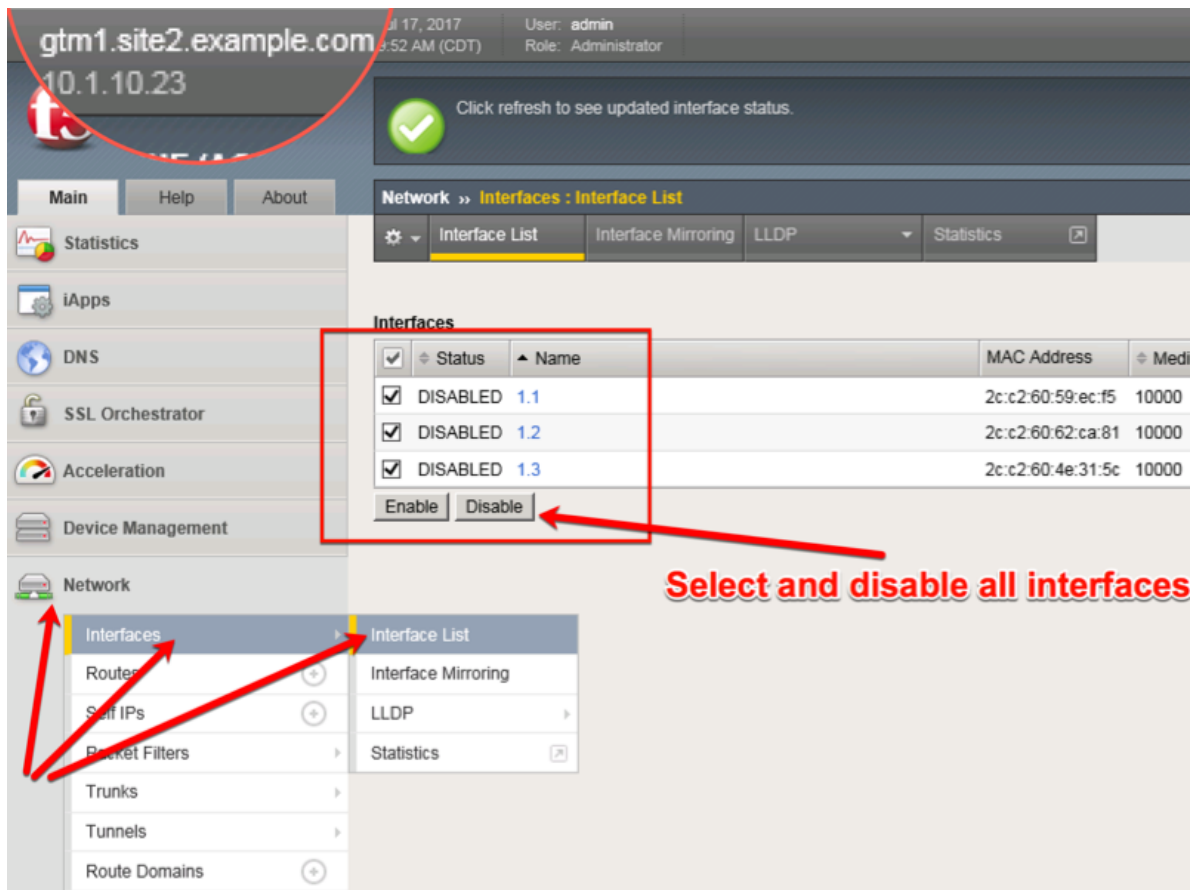 gtm1.site2.example.com
10.1.10.23
17, 2017
:52 AM (CDT)
User: admin
Role: Administrator
Click refresh to see updated interface status.
Main
Help
About
Network ›› Interfaces : Interface List
Interface List
Interface Mirroring
LLDP
Statistics
Statistics
iApps
DNS
SSL Orchestrator
Acceleration
Device Management
Network
Interfaces
Status Name MAC Address Medi
DISABLED 1.1 2c:c2:60:59:ec:f5 10000
DISABLED 1.2 2c:c2:60:62:ca:81 10000
DISABLED 1.3 2c:c2:60:4e:31:5c 10000
Enable Disable
Select and disable all interfaces
Interfaces
Routes
Self IPs
Packet Filters
Trunks
Tunnels
Route Domains
Interface List
Interface Mirroring
LLDP
Statistics